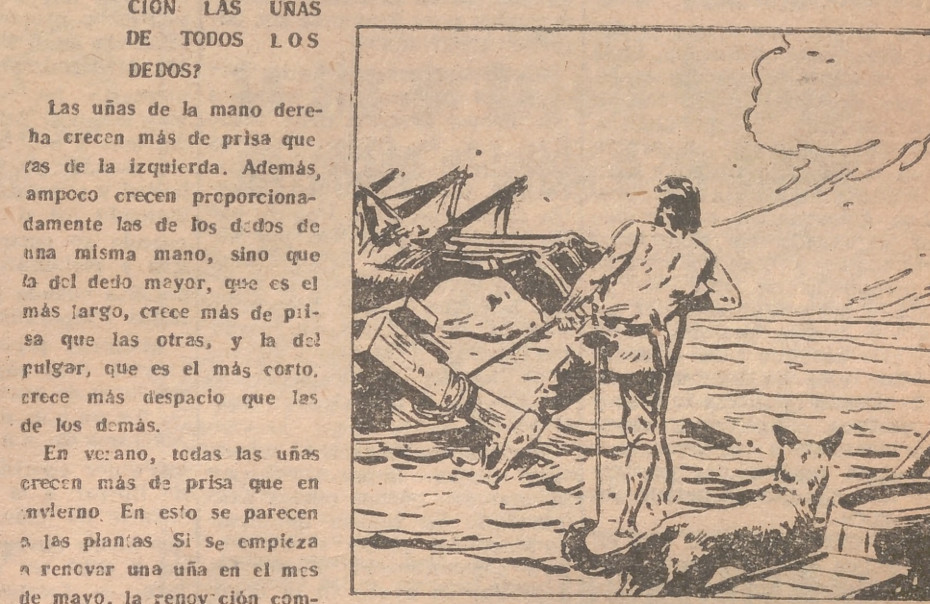 CION LAS UÑAS
DE TODOS LOS
DEDOS?
Las uñas de la mano dere-
ha crecen más de prisa que
ras de la izquierda. Además,
ampoco crecen proporciona-
damente las de los dedos de
una misma mano, sino que
la del dedo mayor, que es el
más largo, crece más de pri-
sa que las otras, y la del
pulgar, que es el más corto,
crece más despacio que las
de los demás.
En verano, todas las uñas
crecen más de prisa que en
nvierno. En esto se parecen
a las plantas Si se empieza
a renovar una uña en el mes
de mayo, la renovación com-